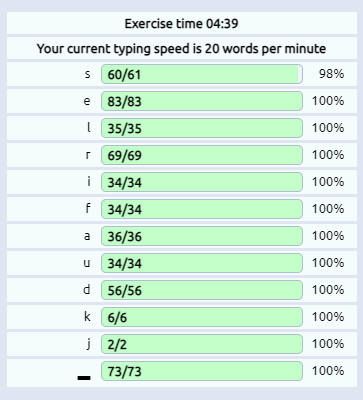 Exercise time 04:39
Your current typing speed is 20 words per minute
s 60/61 98%
e 83/83 100%
l 35/35 100%
r 69/69 100%
i 34/34 100%
f 34/34 100%
a 36/36 100%
u 34/34 100%
d 56/56 100%
k 6/6 100%
j 2/2 100%
▂ 73/73 100%